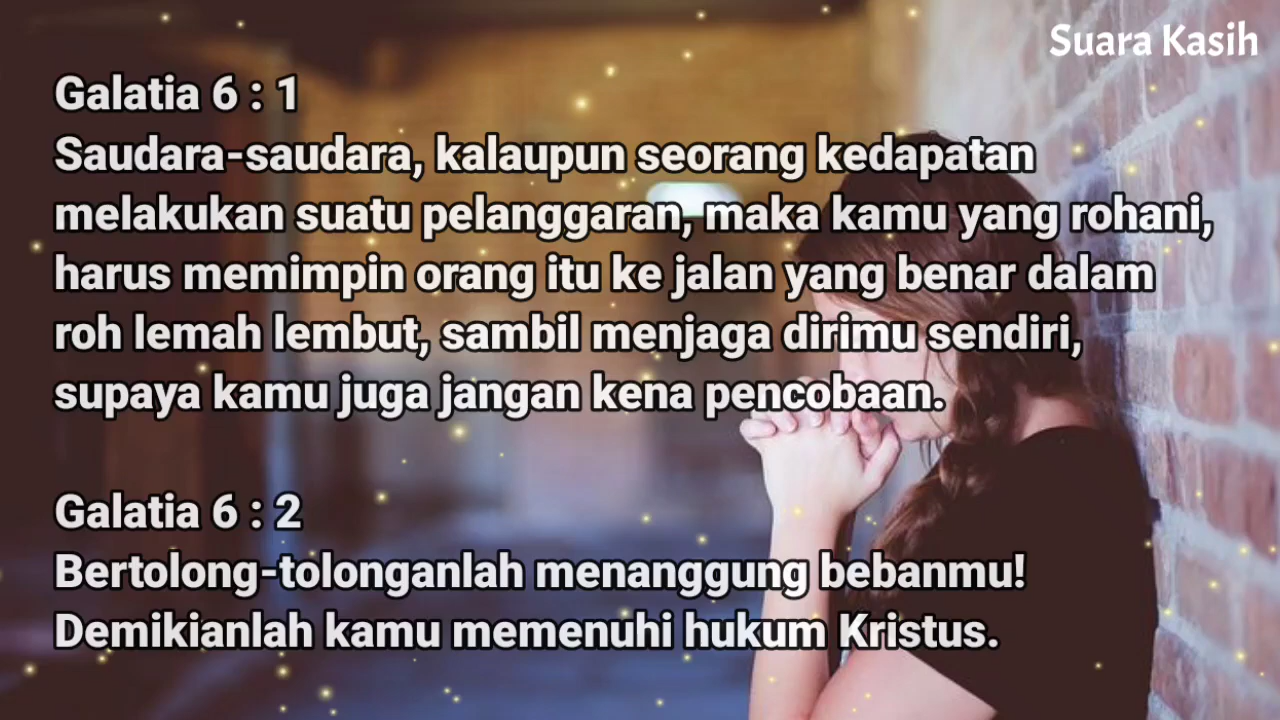 Suara Kasih
Galatia 6 : 1
Saudara-saudara, kalaupun seorang kedapatan
melakukan suatu pelanggaran, maka kamu yang rohani,
harus memimpin orang itu ke jalan yang benar dalam
roh lemah lembut, sambil menjaga dirimu sendiri,
supaya kamu juga jangan kena pencobaan.
Galatia 6 : 2
Bertolong-tolonganlah menanggung bebanmu!
Demikianlah kamu memenuhi hukum Kristus.